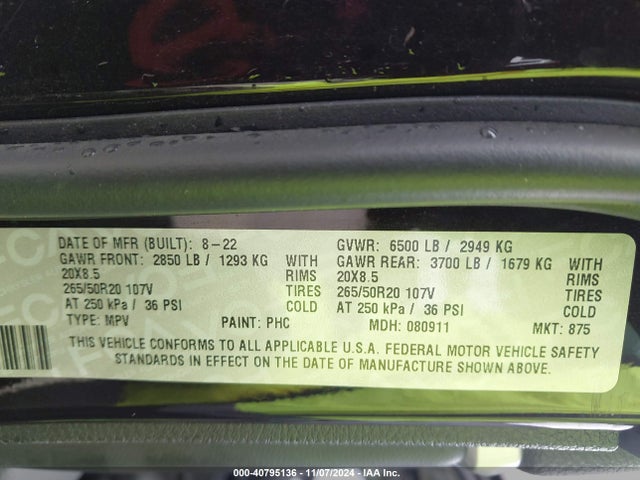 DATE OF MFR (BUILT): 8-22 GVWR: 6500 LB / 2949 KG
GAWR FRONT: 2850 LB / 1293 KG WITH GAWR REAR: 3700 LB / 1679 KG WITH
20X8.5 RIMS 20X8.5 RIMS
265/50R20 107V TIRES 265/50R20 107V TIRES
AT 250 kPa / 36 PSI COLD AT 250 kPa / 36 PSI COLD
TYPE: MPV PAINT: PHC MDH: 080911 MKT: 875
THIS VEHICLE CONFORMS TO ALL APPLICABLE U.S.A. FEDERAL MOTOR VEHICLE SAFETY
STANDARDS IN EFFECT ON THE DATE OF MANUFACTURE SHOWN ABOVE.
000-40795136 - 11/07/2024 - IAA Inc.